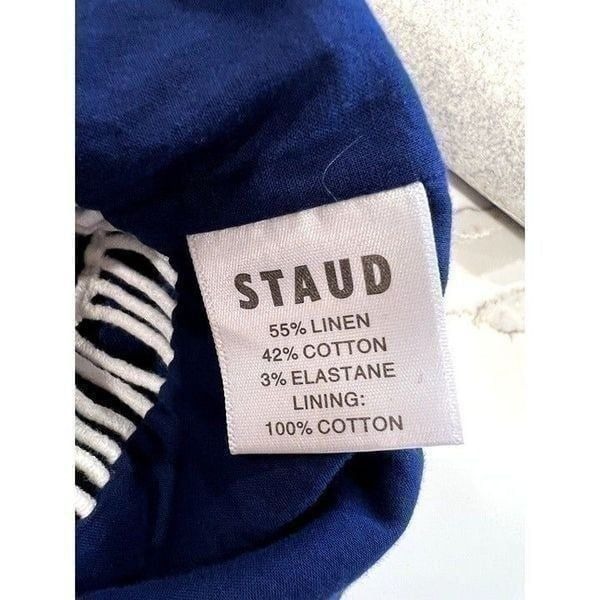 STAUD
55% LINEN
42% COTTON
3% ELASTANE
LINING:
100% COTTON